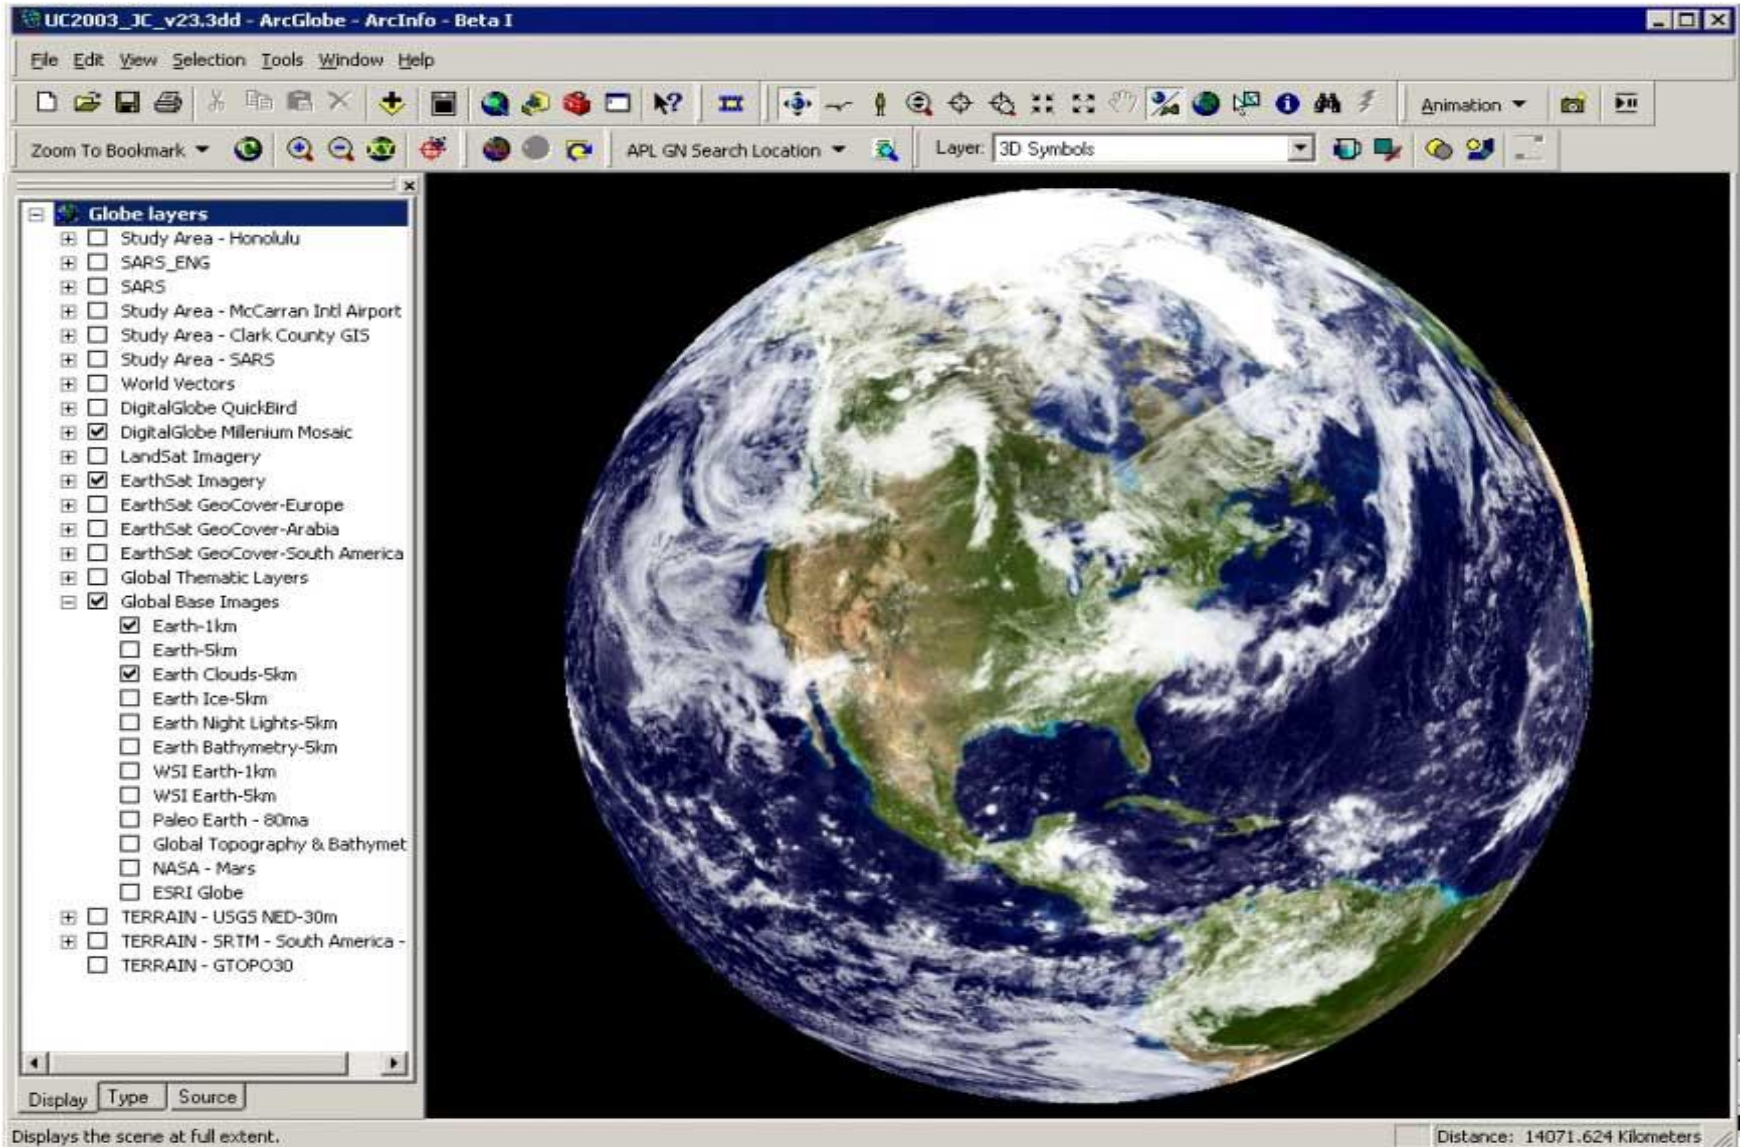 UC2003_JC_v23.3dd - ArcGlobe - ArcInfo - Beta I
File Edit View Selection Tools Window Help
Animation
Zoom To Bookmark APL GN Search Location Layer: 3D Symbols
Globe layers
Study Area - Honolulu
SARS_ENG
SARS
Study Area - McCarran Intl Airport
Study Area - Clark County GIS
Study Area - SARS
World Vectors
DigitalGlobe QuickBird
DigitalGlobe Millenium Mosaic
LandSat Imagery
EarthSat Imagery
EarthSat GeoCover-Europe
EarthSat GeoCover-Arabia
EarthSat GeoCover-South America
Global Thematic Layers
Global Base Images
Earth-1km
Earth-5km
Earth Clouds-5km
Earth Ice-5km
Earth Night Lights-5km
Earth Bathymetry-5km
WSI Earth-1km
WSI Earth-5km
Paleo Earth - 80ma
Global Topography & Bathymet
NASA - Mars
ESRI Globe
TERRAIN - USGS NED-30m
TERRAIN - SRTM - South America -
TERRAIN - GTOPO30
Display Type Source
Displays the scene at full extent. Distance: 14071.624 Kilometers